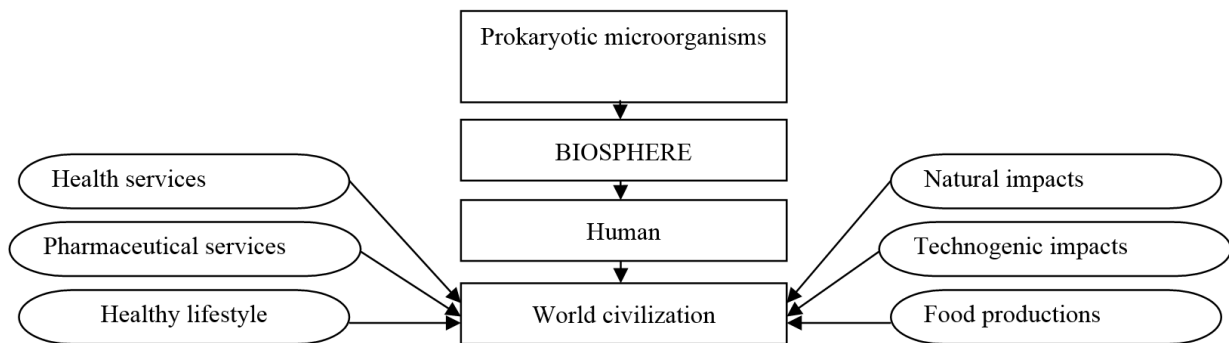 Prokaryotic microorganisms
BIOSPHERE
Health services
Natural impacts
Human
Pharmaceutical services
Technogenic impacts
Healthy lifestyle
World civilization
Food productions